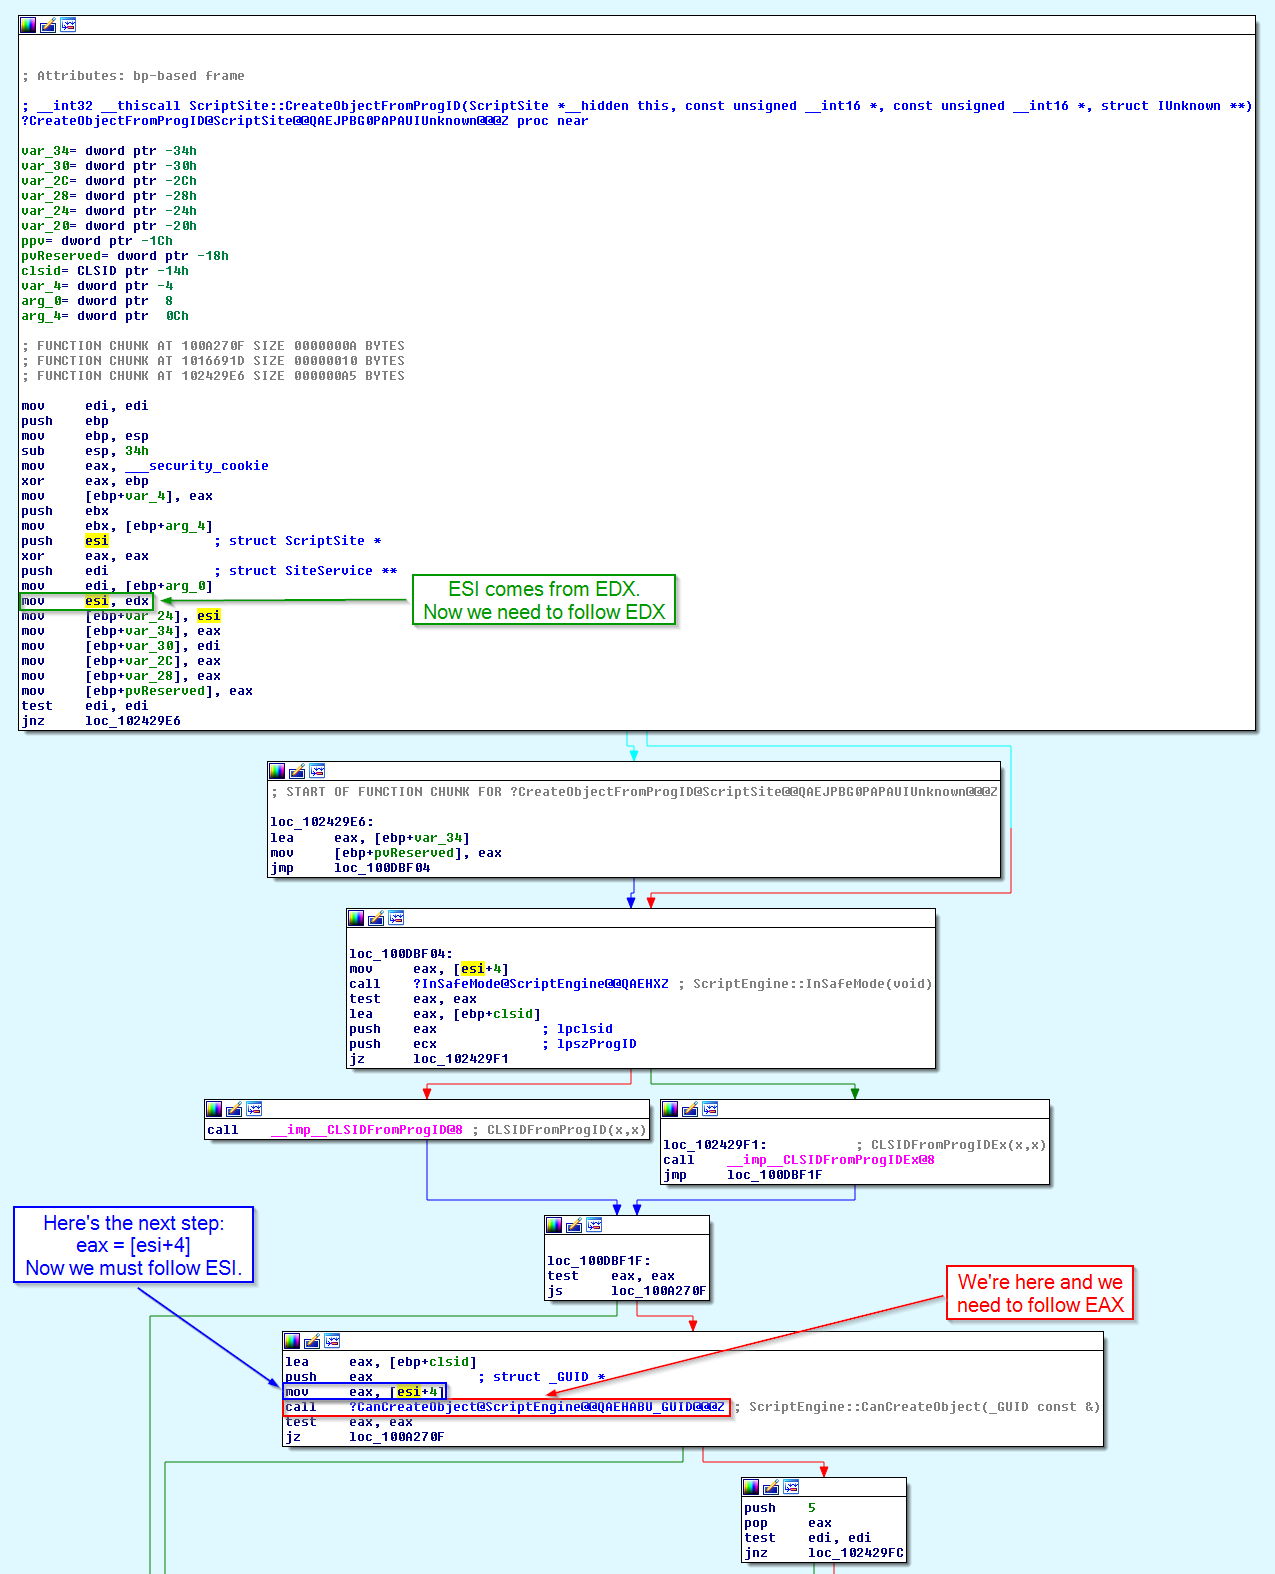 ; Attributes: bp-based frame
; __int32 __thiscall ScriptSite::CreateObjectFromProgID(ScriptSite *__hidden this, const unsigned __int16 *, const unsigned __int16 *, struct IUnknown **)
?CreateObjectFromProgID@ScriptSite@@QAEJPBG0PAPAUIUnknown@@@Z proc near
var_34= dword ptr -34h
var_30= dword ptr -30h
var_2C= dword ptr -2Ch
var_28= dword ptr -28h
var_24= dword ptr -24h
var_20= dword ptr -20h
ppv= dword ptr -1Ch
pvReserved= dword ptr -18h
clsid= CLSID ptr -14h
var_4= dword ptr -4
arg_0= dword ptr  8
arg_4= dword ptr  0Ch
; FUNCTION CHUNK AT 100A270F SIZE 0000000A BYTES
; FUNCTION CHUNK AT 1016691D SIZE 00000010 BYTES
; FUNCTION CHUNK AT 102429E6 SIZE 000000A5 BYTES
mov     edi, edi
push    ebp
mov     ebp, esp
sub     esp, 34h
mov     eax, ___security_cookie
xor     eax, ebp
mov     [ebp+var_4], eax
push    ebx
mov     ebx, [ebp+arg_4]
push    esi             ; struct ScriptSite *
xor     eax, eax
push    edi             ; struct SiteService **
mov     edi, [ebp+arg_0]
mov     esi, edx
mov     [ebp+var_24], esi
mov     [ebp+var_34], eax
mov     [ebp+var_30], edi
mov     [ebp+var_2C], eax
mov     [ebp+var_28], eax
mov     [ebp+pvReserved], eax
test    edi, edi
jnz     loc_102429E6
ESI comes from EDX.
Now we need to follow EDX
; START OF FUNCTION CHUNK FOR ?CreateObjectFromProgID@ScriptSite@@QAEJPBG0PAPAUIUnknown@@@Z
loc_102429E6:
lea     eax, [ebp+var_34]
mov     [ebp+pvReserved], eax
jmp     loc_100DBF04
loc_100DBF04:
mov     eax, [esi+4]
call    ?InSafeMode@ScriptEngine@@QAEHXZ ; ScriptEngine::InSafeMode(void)
test    eax, eax
lea     eax, [ebp+clsid]
push    eax             ; lpclsid
push    ecx             ; lpszProgID
jz      loc_102429F1
call    __imp__CLSIDFromProgID@8 ; CLSIDFromProgID(x,x)
loc_102429F1:           ; CLSIDFromProgIDEx(x,x)
call    __imp__CLSIDFromProgIDEx@8
jmp     loc_100DBF1F
Here's the next step:
eax = [esi+4]
Now we must follow ESI.
loc_100DBF1F:
test    eax, eax
js      loc_100A270F
We're here and we
need to follow EAX
lea     eax, [ebp+clsid]
push    eax             ; struct _GUID *
mov     eax, [esi+4]
call    ?CanCreateObject@ScriptEngine@@QAEHABU_GUID@@@Z ; ScriptEngine::CanCreateObject(_GUID const &)
test    eax, eax
jz      loc_100A270F
push    5
pop     eax
test    edi, edi
jnz     loc_102429FC